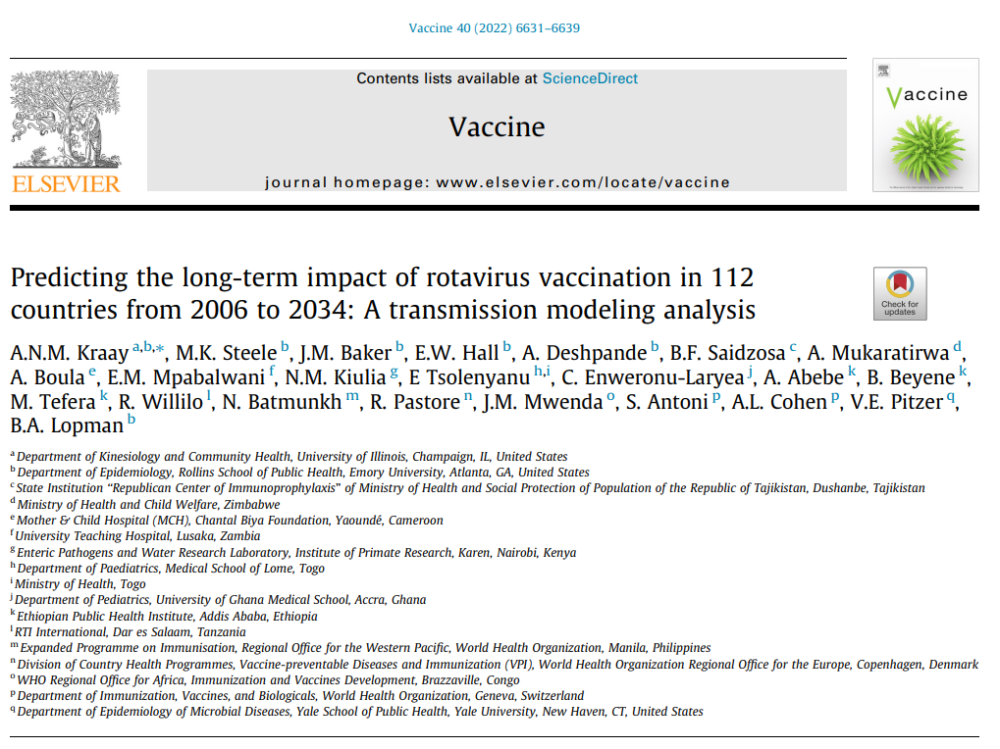 Vaccine 40 (2022) 6631–6639
Contents lists available at ScienceDirect
Vaccine
journal homepage: www.elsevier.com/locate/vaccine
ELSEVIER
Vaccine
Predicting the long-term impact of rotavirus vaccination in 112
countries from 2006 to 2034: A transmission modeling analysis
Check for
updates
A.N.M. Kraay a,b,*, M.K. Steele b, J.M. Baker b, E.W. Hall b, A. Deshpande b, B.F. Saidzosa c, A. Mukaratirwa d,
A. Boula e, E.M. Mpabalwani f, N.M. Kiulia g, E Tsolenyanu h,i, C. Enweronu-Laryea j, A. Abebe k, B. Beyene k,
M. Tefera k, R. Willilo l, N. Batmunkh m, R. Pastore n, J.M. Mwenda o, S. Antoni p, A.L. Cohen p, V.E. Pitzer q,
B.A. Lopman b
a Department of Kinesiology and Community Health, University of Illinois, Champaign, IL, United States
b Department of Epidemiology, Rollins School of Public Health, Emory University, Atlanta, GA, United States
c State Institution “Republican Center of Immunoprophylaxis” of Ministry of Health and Social Protection of Population of the Republic of Tajikistan, Dushanbe, Tajikistan
d Ministry of Health and Child Welfare, Zimbabwe
e Mother & Child Hospital (MCH), Chantal Biya Foundation, Yaoundé, Cameroon
f University Teaching Hospital, Lusaka, Zambia
g Enteric Pathogens and Water Research Laboratory, Institute of Primate Research, Karen, Nairobi, Kenya
h Department of Paediatrics, Medical School of Lome, Togo
i Ministry of Health, Togo
j Department of Pediatrics, University of Ghana Medical School, Accra, Ghana
k Ethiopian Public Health Institute, Addis Ababa, Ethiopia
l RTI International, Dar es Salaam, Tanzania
m Expanded Programme on Immunisation, Regional Office for the Western Pacific, World Health Organization, Manila, Philippines
n Division of Country Health Programmes, Vaccine-preventable Diseases and Immunization (VPI), World Health Organization Regional Office for the Europe, Copenhagen, Denmark
o WHO Regional Office for Africa, Immunization and Vaccines Development, Brazzaville, Congo
p Department of Immunization, Vaccines, and Biologicals, World Health Organization, Geneva, Switzerland
q Department of Epidemiology of Microbial Diseases, Yale School of Public Health, Yale University, New Haven, CT, United States